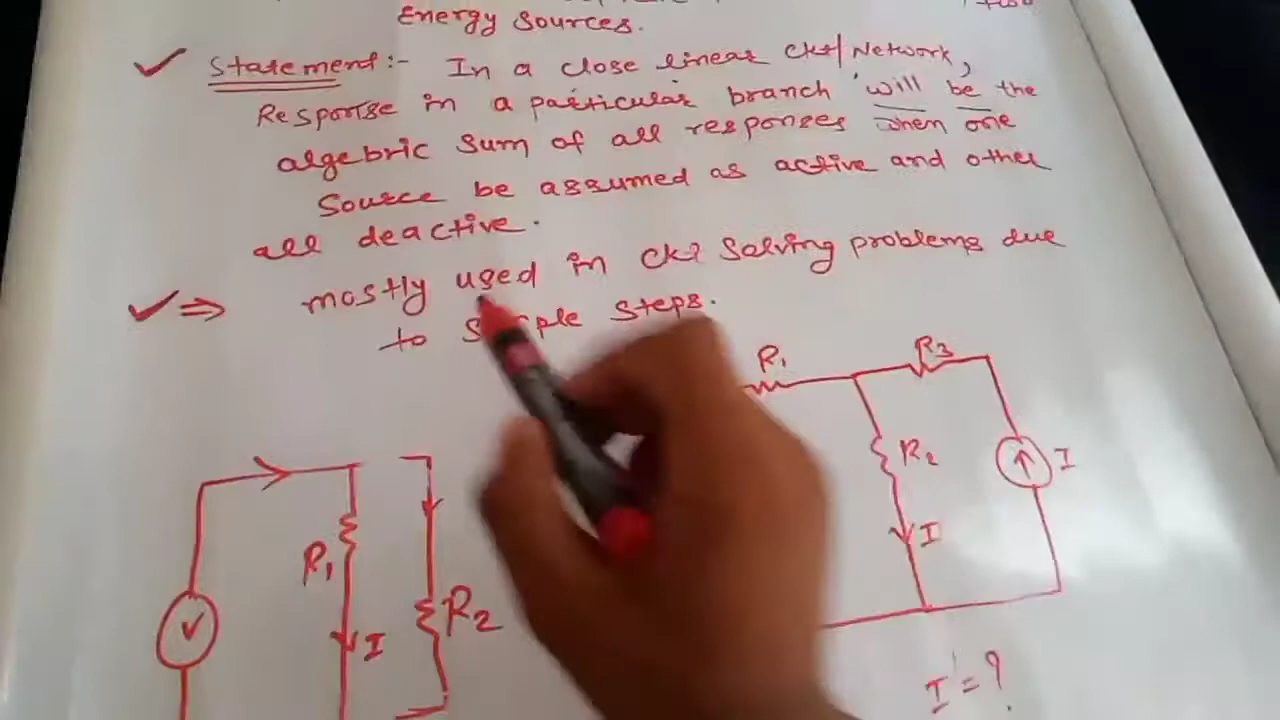 Energy Sources.
✓ Statement:- In a close linear ckt/Network,
Response in a particular branch will be the
algebric sum of all responses when one
Source be assumed as active and other
all deactive.
✓⇒ mostly used in ckt solving problems due
to steps.
R1
R3
R2
I
I
R1
I
R2
V
I = ?